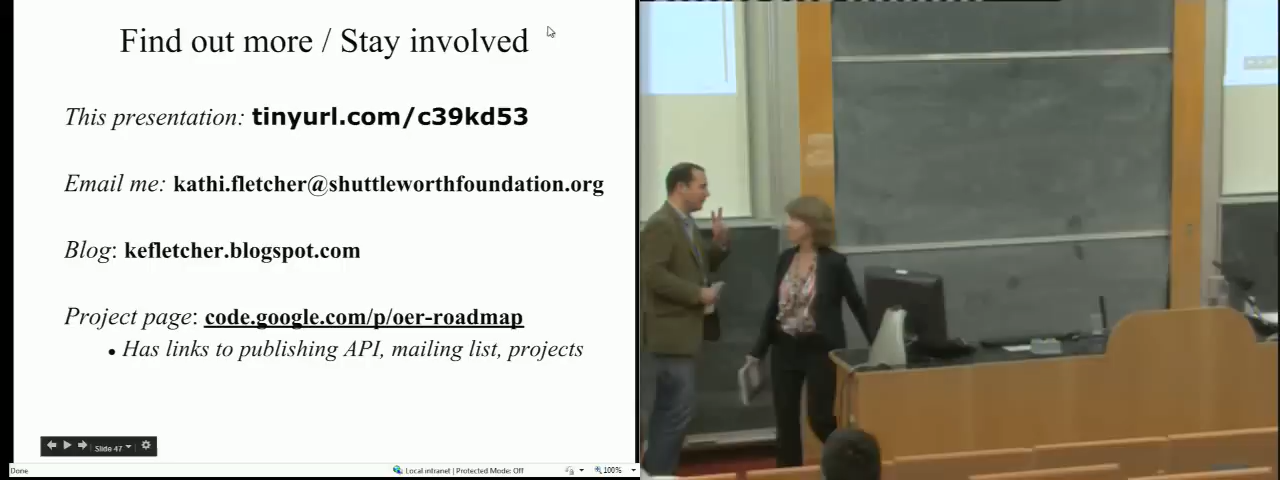 Find out more / Stay involved
This presentation: tinyurl.com/c39kd53
Email me: kathi.fletcher@shuttleworthfoundation.org
Blog: kefletcher.blogspot.com
Project page: code.google.com/p/oer-roadmap
• Has links to publishing API, mailing list, projects
Slide 47
Done
Local intranet | Protected Mode: Off
100%